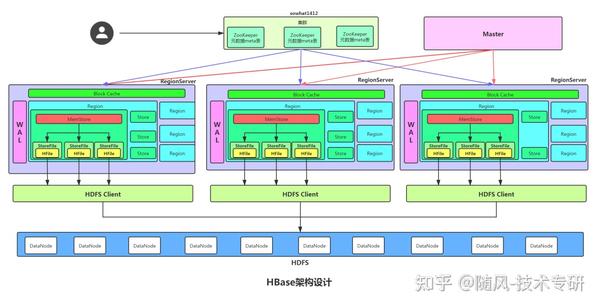 sowhat1412
集群
ZooKeeper
元数据meta表
ZooKeeper
元数据meta表
ZooKeeper
元数据meta表
Master
RegionServer
RegionServer
RegionServer
Block Cache
WAL
Region
MemStore
StoreFile
HFile
StoreFile
HFile
StoreFile
HFile
Store
Store
Store
Region
Region
Region
Block Cache
WAL
Region
MemStore
StoreFile
HFile
StoreFile
HFile
StoreFile
HFile
Store
Store
Store
Region
Region
Region
Block Cache
WAL
Region
MemStore
StoreFile
HFile
StoreFile
HFile
StoreFile
HFile
Store
Store
Region
Region
Region
HDFS Client
HDFS Client
HDFS Client
DataNode
DataNode
DataNode
DataNode
DataNode
DataNode
DataNode
DataNode
DataNode
DataNode
HDFS
HBase架构设计
知乎 @随风-技术专研